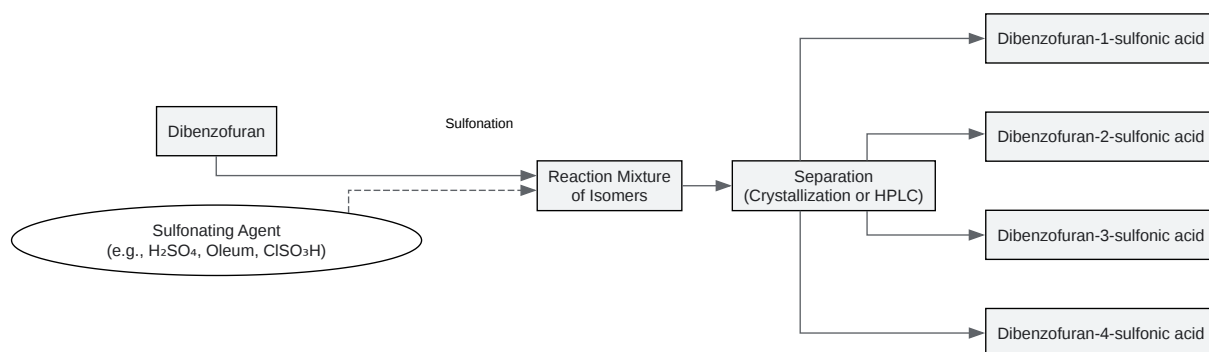 Dibenzofuran
Sulfonation
Sulfonating Agent
(e.g., H₂SO₄, Oleum, ClSO₃H)
Reaction Mixture
of Isomers
Separation
(Crystallization or HPLC)
Dibenzofuran-1-sulfonic acid
Dibenzofuran-2-sulfonic acid
Dibenzofuran-3-sulfonic acid
Dibenzofuran-4-sulfonic acid